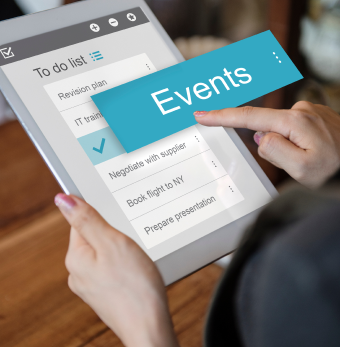 To do list
Revision plan
IT train
Events
Negotiate with supplier
Book flight to NY
Prepare presentation